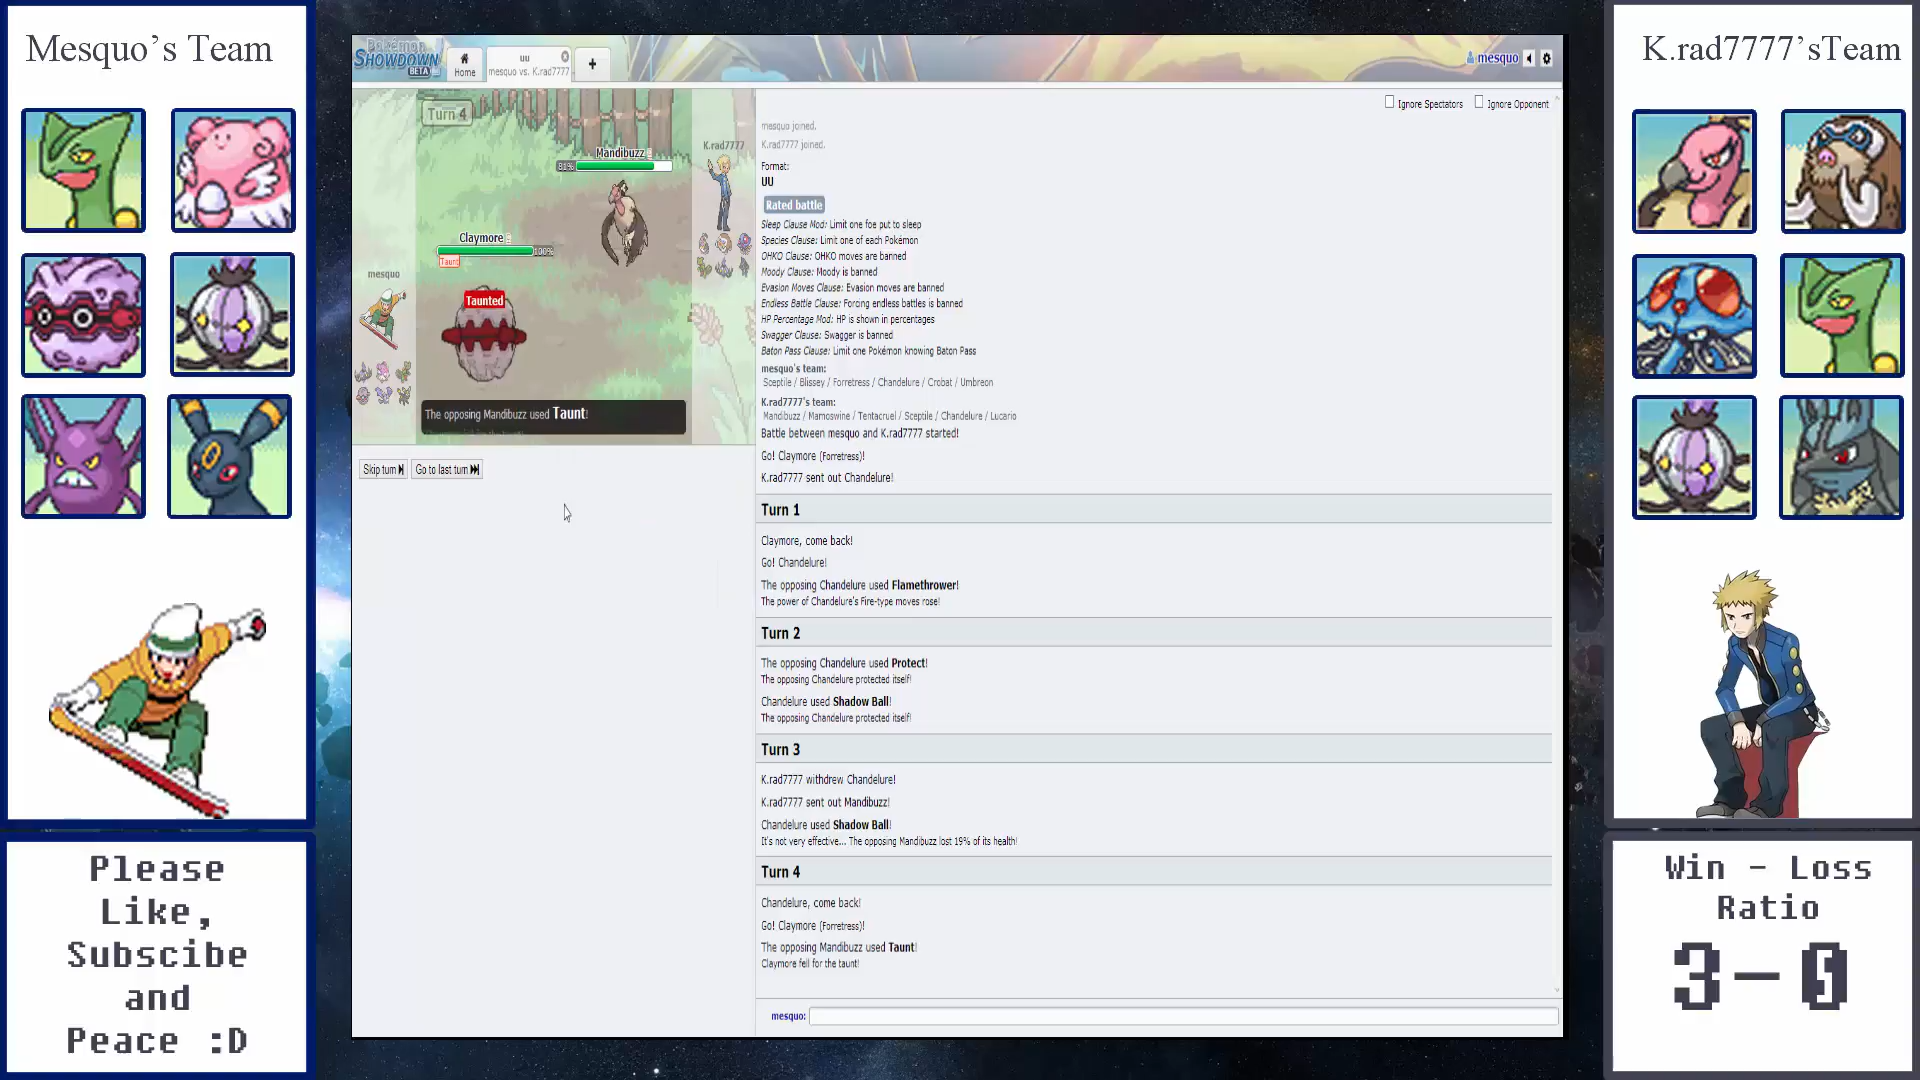 Mesquo's Team
Please
Like,
Subscibe
and
Peace :D
Pokémon
SHOWDOWN
BETA
Home
uu
mesquo vs. K.rad7777
+
mesquo
Turn 4
Mandibuzz
81%
K.rad7777
Claymore
100%
Taunt
mesquo
Taunted
The opposing Mandibuzz used Taunt!
Skip turn
Go to last turn
Ignore Spectators
Ignore Opponent
mesquo joined.
K.rad7777 joined.
Format:
UU
Rated battle
Sleep Clause Mod: Limit one foe put to sleep
Species Clause: Limit one of each Pokémon
OHKO Clause: OHKO moves are banned
Moody Clause: Moody is banned
Evasion Moves Clause: Evasion moves are banned
Endless Battle Clause: Forcing endless battles is banned
HP Percentage Mod: HP is shown in percentages
Swagger Clause: Swagger is banned
Baton Pass Clause: Limit one Pokémon knowing Baton Pass
mesquo's team:
Sceptile / Blissey / Forretress / Chandelure / Crobat / Umbreon
K.rad7777's team:
Mandibuzz / Mamoswine / Tentacruel / Sceptile / Chandelure / Lucario
Battle between mesquo and K.rad7777 started!
Go! Claymore (Forretress)!
K.rad7777 sent out Chandelure!
Turn 1
Claymore, come back!
Go! Chandelure!
The opposing Chandelure used Flamethrower!
The power of Chandelure's Fire-type moves rose!
Turn 2
The opposing Chandelure used Protect!
The opposing Chandelure protected itself!
Chandelure used Shadow Ball!
The opposing Chandelure protected itself!
Turn 3
K.rad7777 withdrew Chandelure!
K.rad7777 sent out Mandibuzz!
Chandelure used Shadow Ball!
It's not very effective... The opposing Mandibuzz lost 19% of its health!
Turn 4
Chandelure, come back!
Go! Claymore (Forretress)!
The opposing Mandibuzz used Taunt!
Claymore fell for the taunt!
mesquo:
K.rad7777'sTeam
Win - Loss
Ratio
3-0